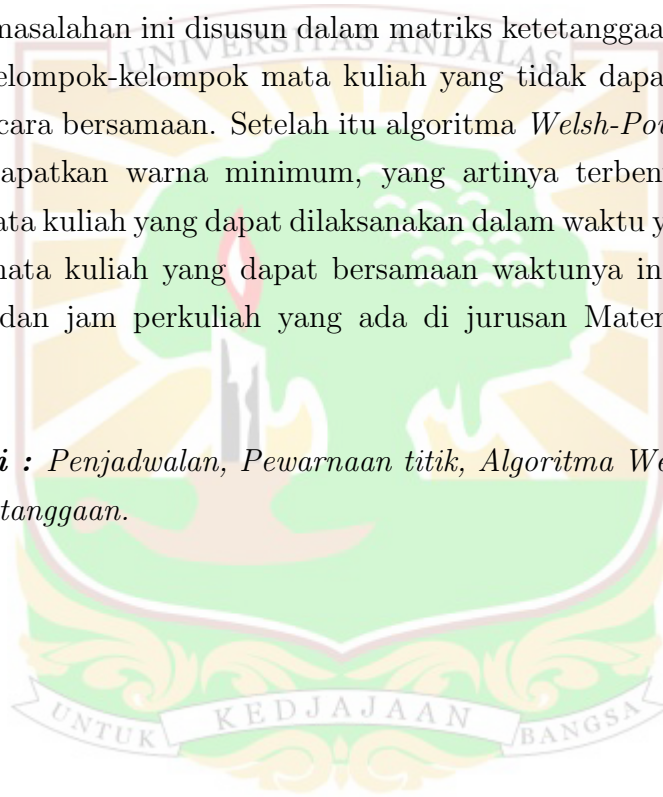 masalahan ini disusun dalam matriks ketetanggaa
UNIVERSITAS ANDALAS
elompok-kelompok mata kuliah yang tidak dapa
cara bersamaan. Setelah itu algoritma Welsh-Po
apatkan warna minimum, yang artinya terben
ata kuliah yang dapat dilaksanakan dalam waktu y
mata kuliah yang dapat bersamaan waktunya in
dan jam perkuliah yang ada di jurusan Mate
i : Penjadwalan, Pewarnaan titik, Algoritma We
tanggaan.
UNTUK KEDJAJAAN BANGSA